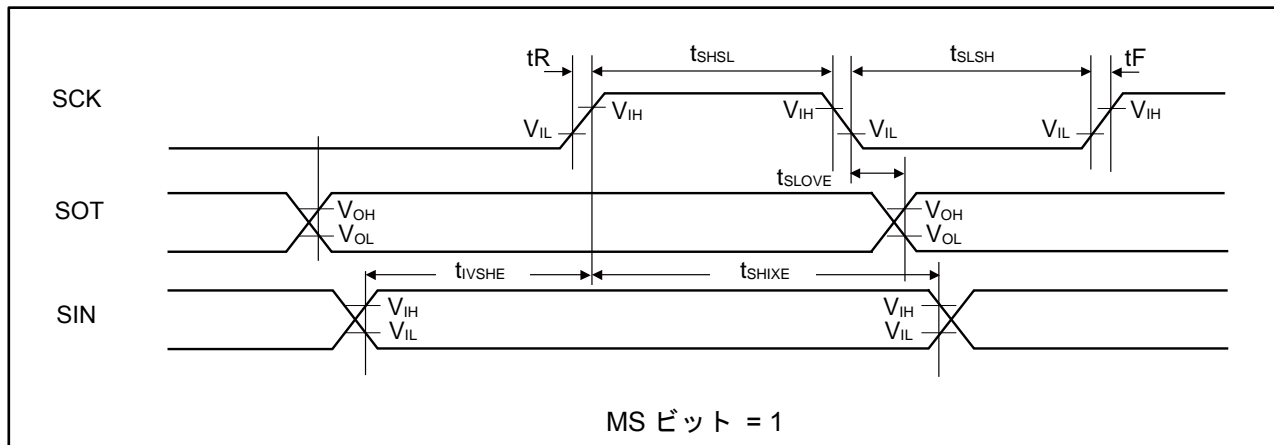 tR tSHSL tSLSH tF
SCK
VIH VIH VIH
VIL VIL VIL
tSLOVE
SOT
VOH VOH
VOL VOL
tIVSHE tSHIXE
SIN
VIH VIH
VIL VIL
MS ビット = 1